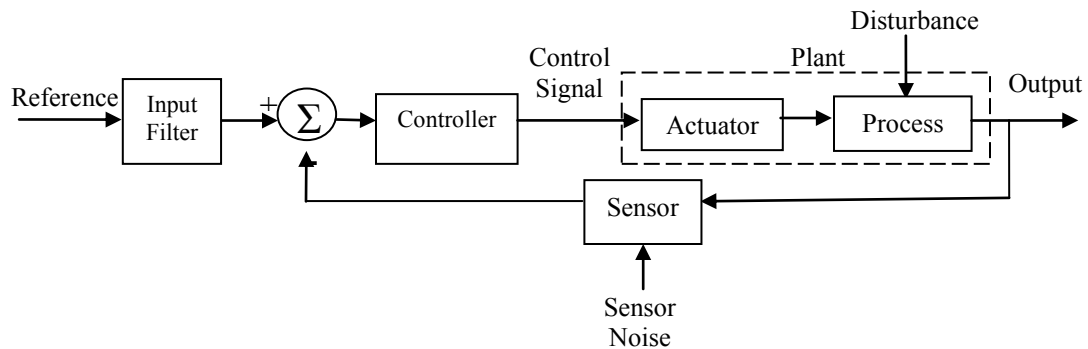 Disturbance
Control
Signal
Plant
Output
Reference
Input
Filter
+
Σ
-
Controller
Actuator
Process
Sensor
Sensor
Noise